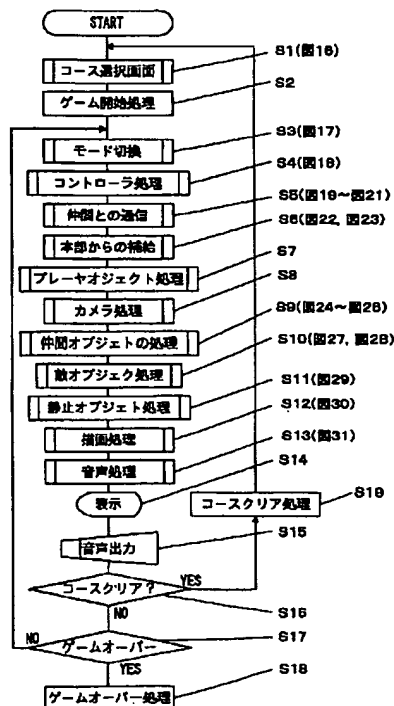 START
コース選択画面
S1(図16)
ゲーム開始処理
S2
モード切換
S3(図17)
コントローラ処理
S4(図18)
仲間との通信
S5(図19～図21)
本部からの補給
S6(図22, 図23)
プレーヤオジェクト処理
S7
カメラ処理
S8
仲間オブジェトの処理
S9(図24～図26)
敵オブジェク処理
S10(図27, 図28)
静止オブジェト処理
S11(図29)
描画処理
S12(図30)
音声処理
S13(図31)
表示
S14
コースクリア処理
S19
音声出力
S15
コースクリア？
YES
S16
NO
NO
ゲームオーバー
S17
YES
ゲームオーバー処理
S18